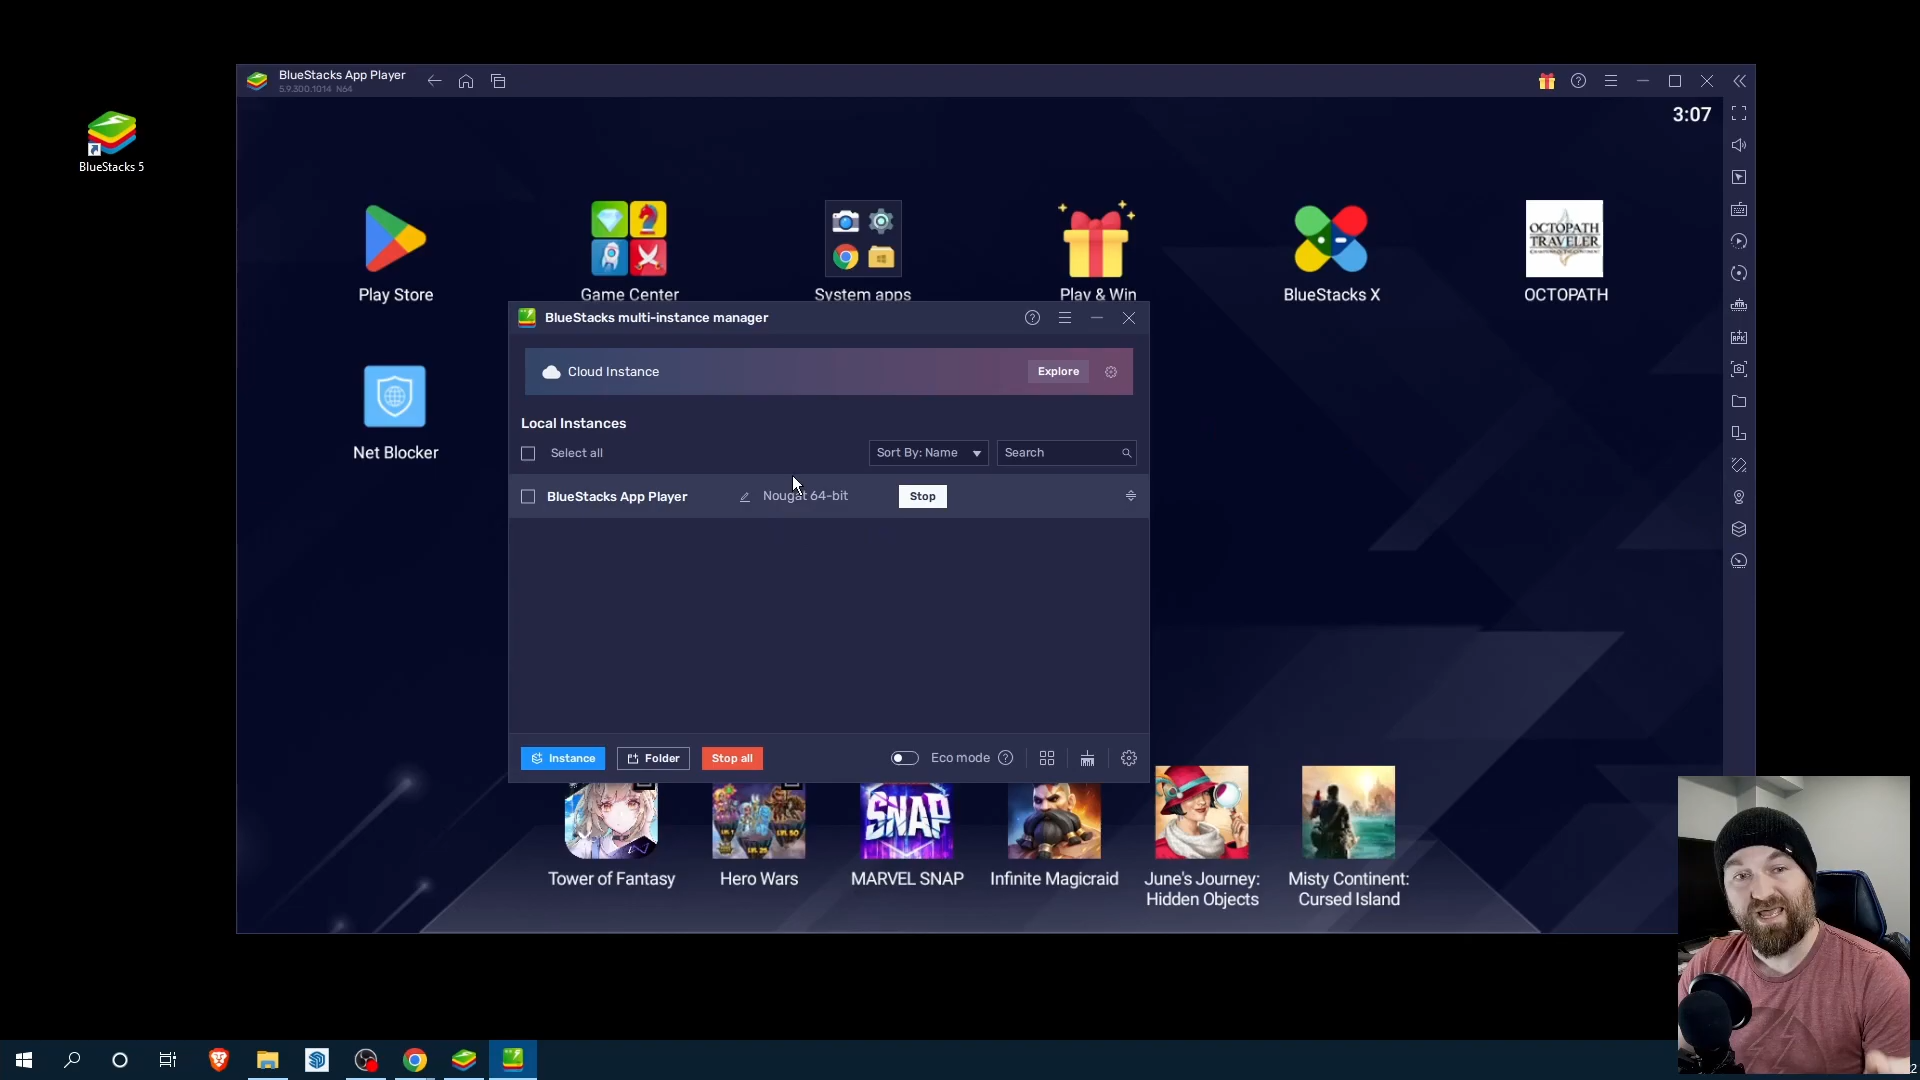 BlueStacks App Player
5.9.300.1014 N64
3:07
BlueStacks 5
OCTOPATH
TRAVELER
Play Store
Game Center
System apps
Play & Win
BlueStacks X
OCTOPATH
BlueStacks multi-instance manager
Cloud Instance
Explore
Local Instances
Select all
Sort By: Name
Search
Net Blocker
BlueStacks App Player
Nougat 64-bit
Stop
Instance
Folder
Stop all
Eco mode
SNAP
Tower of Fantasy
Hero Wars
MARVEL SNAP
Infinite Magicraid
June's Journey:
Hidden Objects
Misty Continent:
Cursed Island